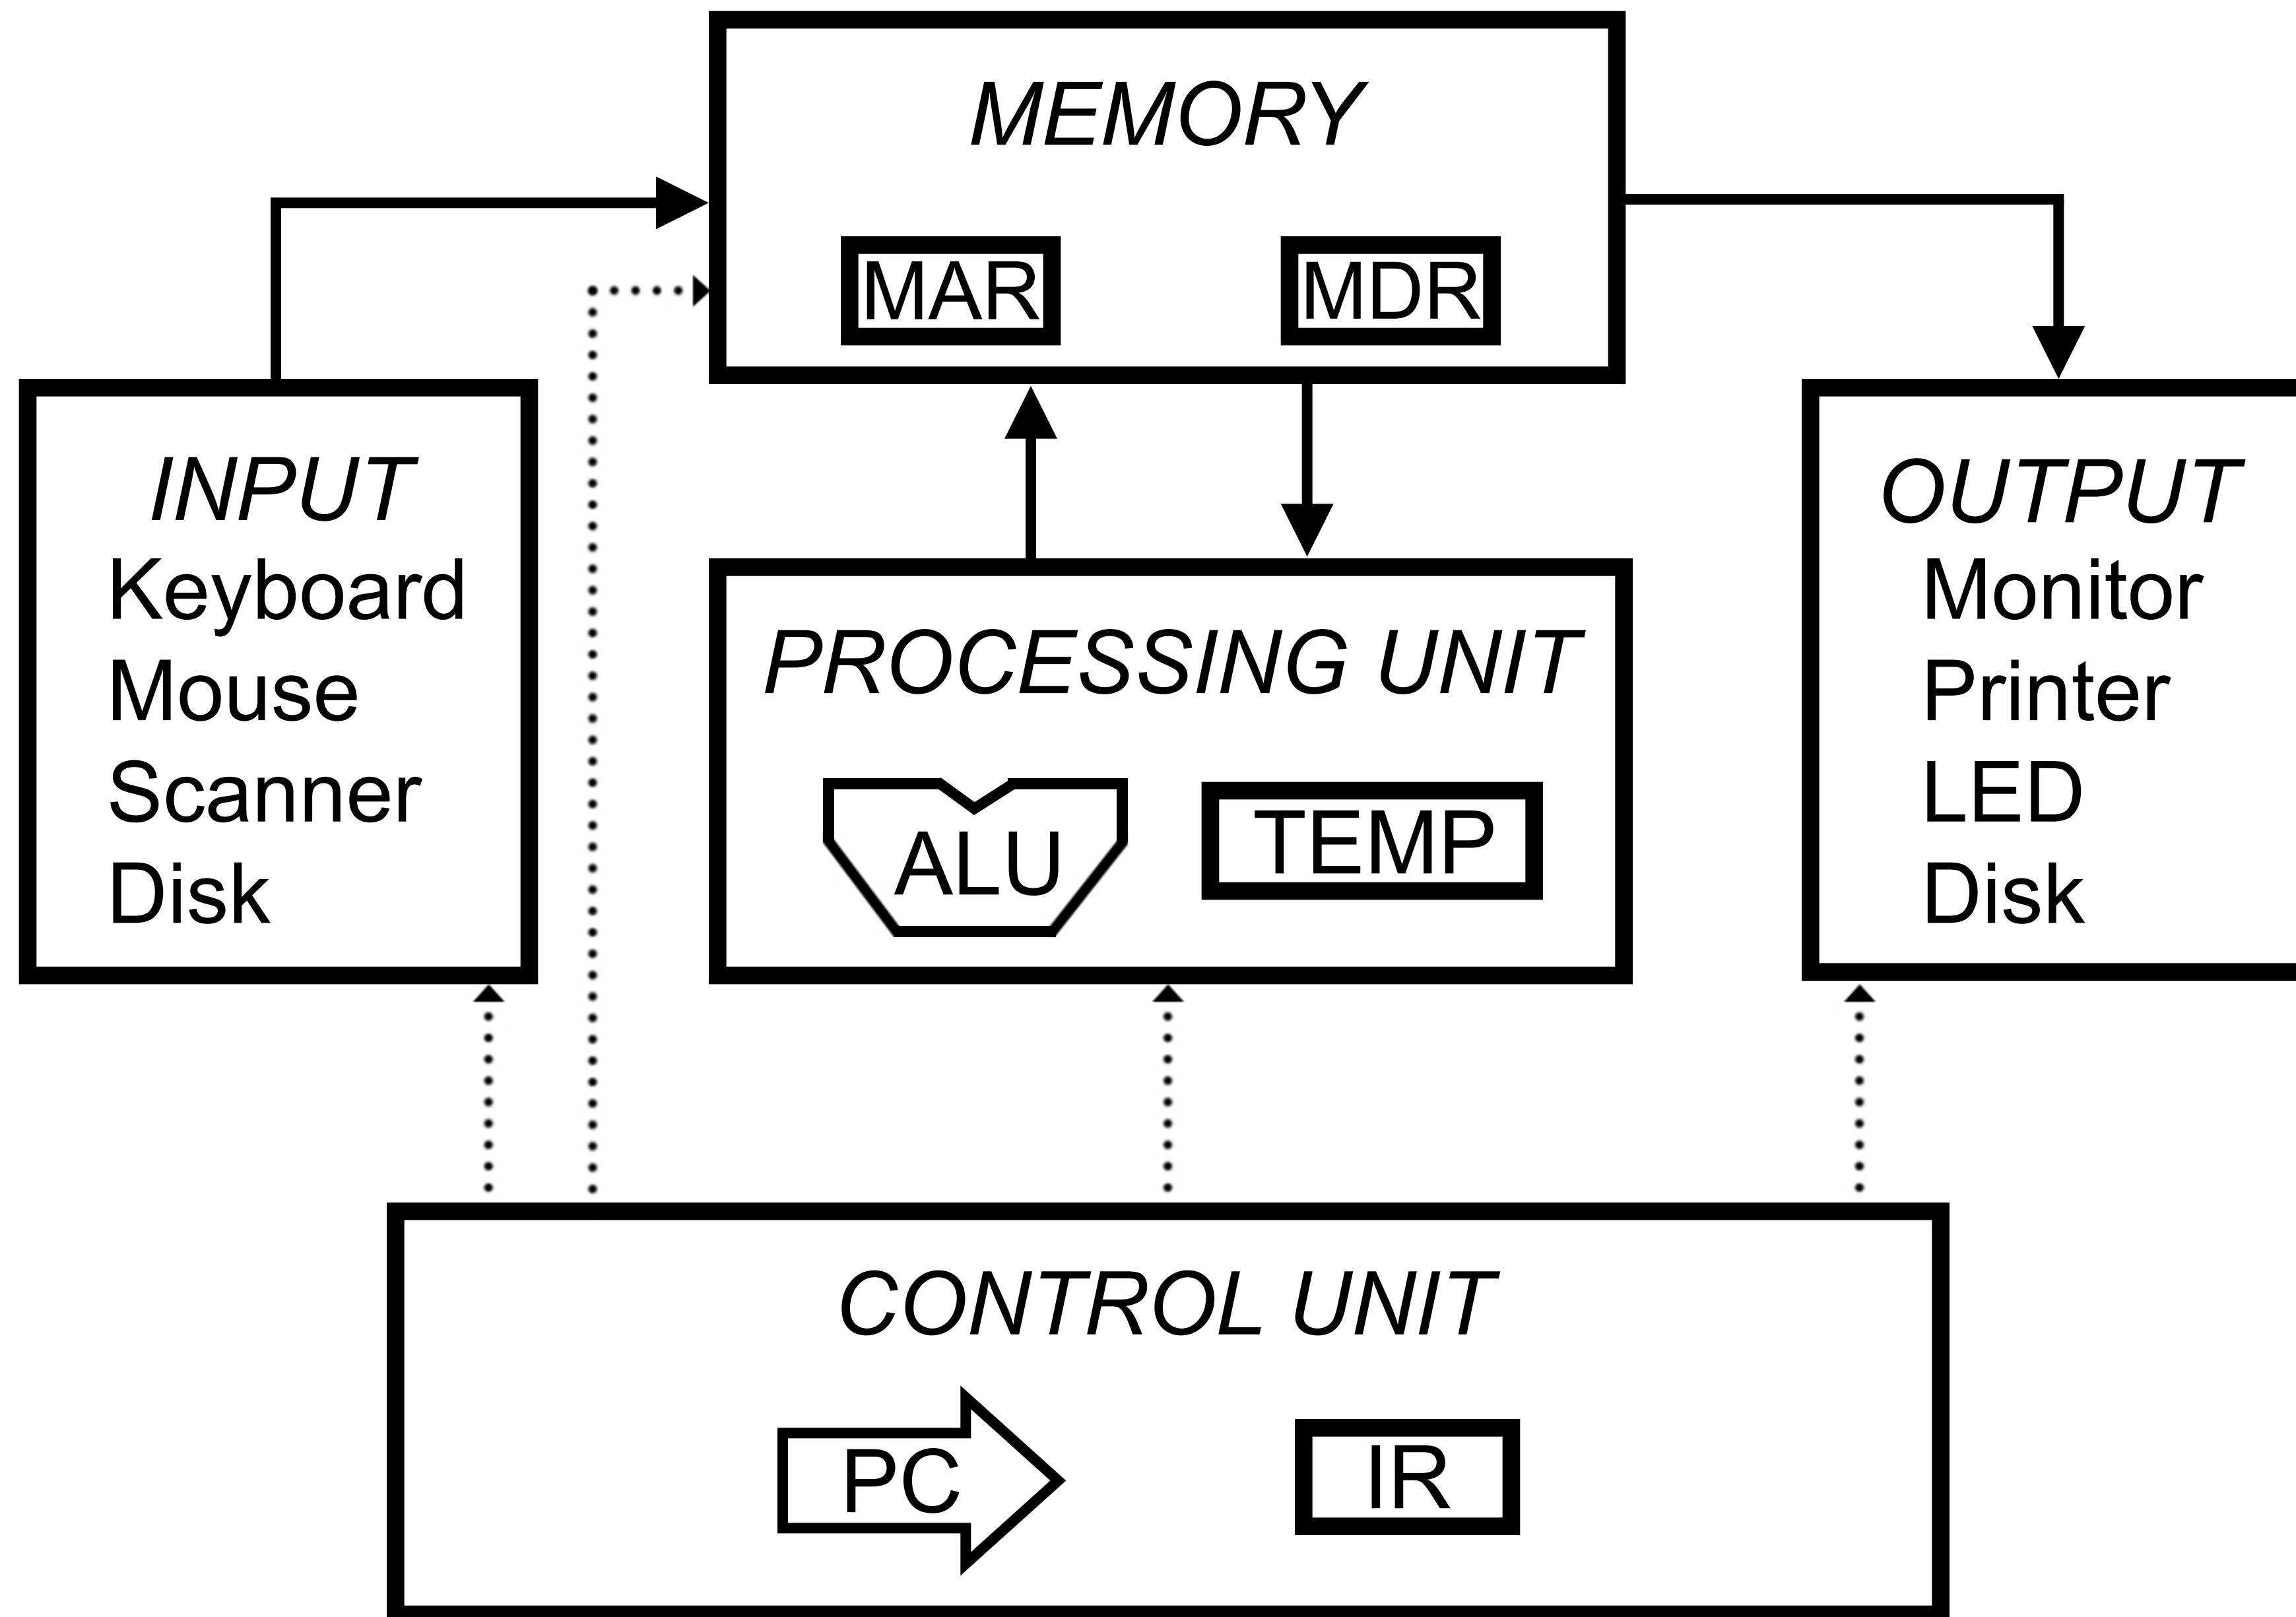 MEMORY
MAR MDR
INPUT
Keyboard
Mouse
Scanner
Disk
PROCESSING UNIT
ALU TEMP
OUTPUT
Monitor
Printer
LED
Disk
CONTROL UNIT
PC IR